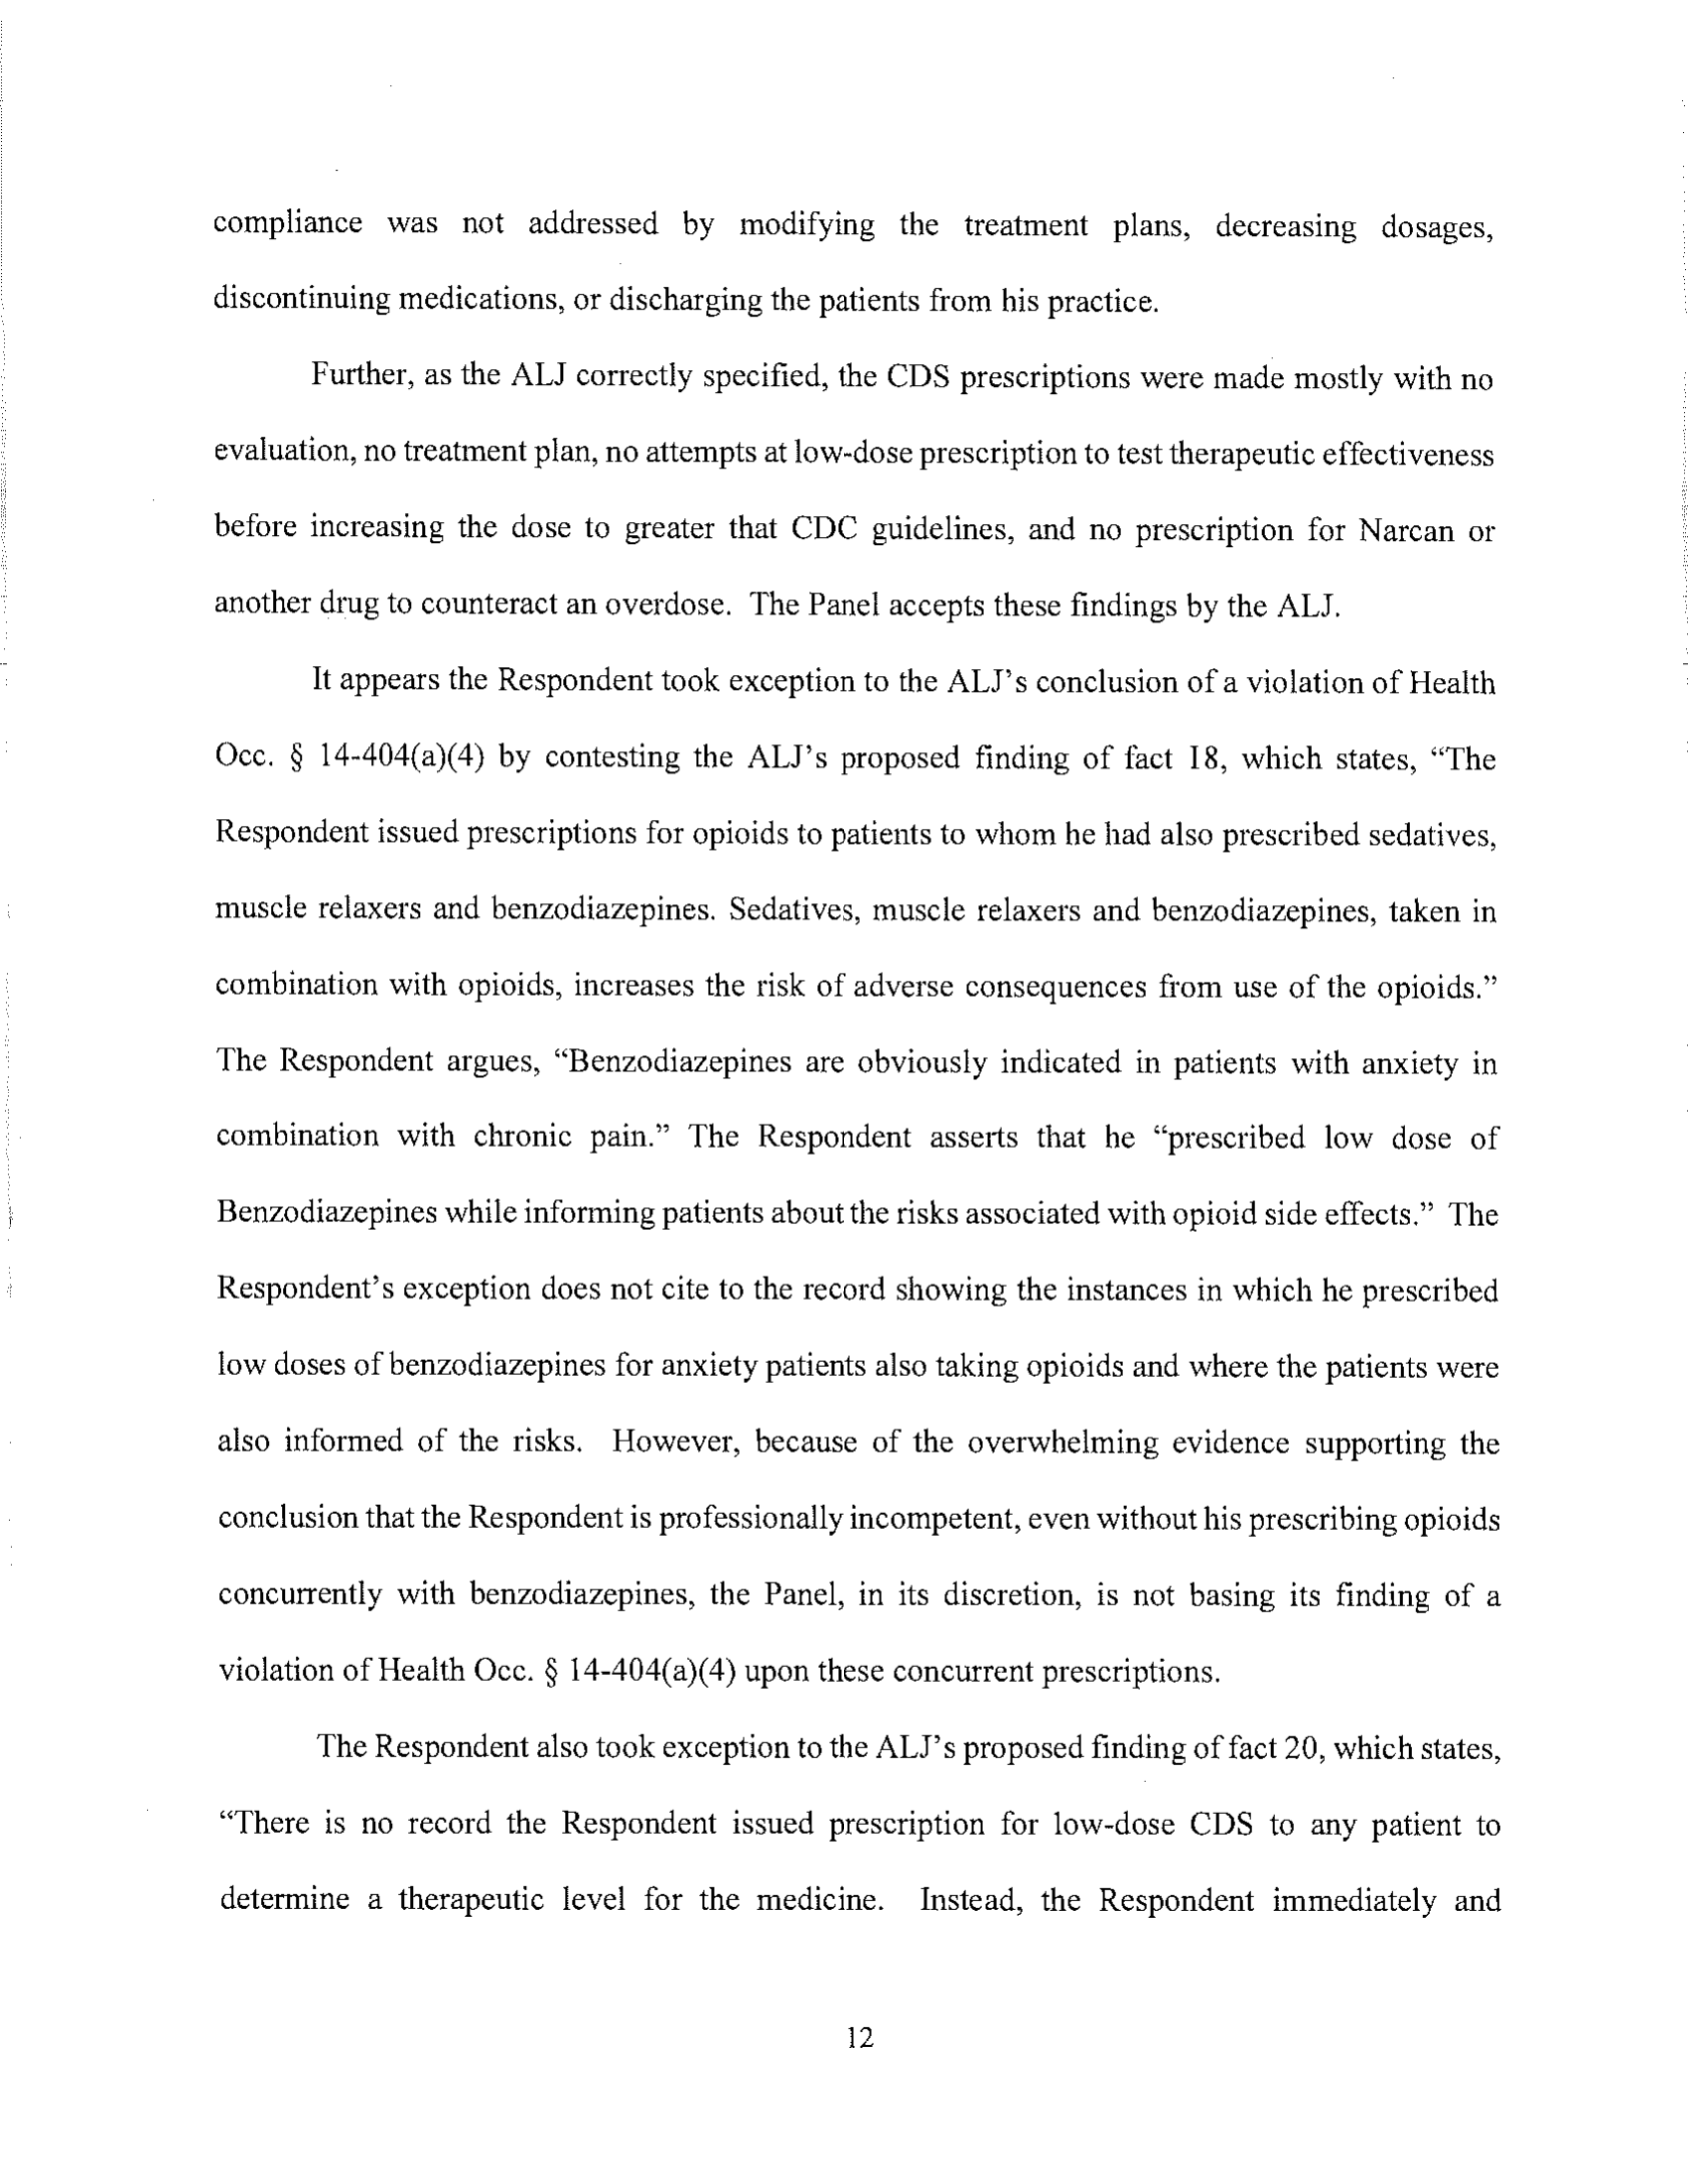 compliance was not addressed by modifying the treatment plans, decreasing dosages,
discontinuing medications, or discharging the patients from his practice.
Further, as the ALJ correctly specified, the CDS prescriptions were made mostly with no
evaluation, no treatment plan, no attempts at low-dose prescription to test therapeutic effectiveness
before increasing the dose to greater that CDC guidelines, and no prescription for Narcan or
another drug to counteract an overdose.  The Panel accepts these findings by the ALJ.
It appears the Respondent took exception to the ALJ's conclusion of a violation of Health
Occ. § 14-404(a)(4) by contesting the ALJ's proposed finding of fact 18, which states, “The
Respondent issued prescriptions for opioids to patients to whom he had also prescribed sedatives,
muscle relaxers and benzodiazepines. Sedatives, muscle relaxers and benzodiazepines, taken in
combination with opioids, increases the risk of adverse consequences from use of the opioids.”
The Respondent argues, “Benzodiazepines are obviously indicated in patients with anxiety in
combination with chronic pain.” The Respondent asserts that he “prescribed low dose of
Benzodiazepines while informing patients about the risks associated with opioid side effects.”  The
Respondent's exception does not cite to the record showing the instances in which he prescribed
low doses of benzodiazepines for anxiety patients also taking opioids and where the patients were
also informed of the risks.  However, because of the overwhelming evidence supporting the
conclusion that the Respondent is professionally incompetent, even without his prescribing opioids
concurrently with benzodiazepines, the Panel, in its discretion, is not basing its finding of a
violation of Health Occ. § 14-404(a)(4) upon these concurrent prescriptions.
The Respondent also took exception to the ALJ's proposed finding of fact 20, which states,
“There is no record the Respondent issued prescription for low-dose CDS to any patient to
determine a therapeutic level for the medicine.  Instead, the Respondent immediately and
12